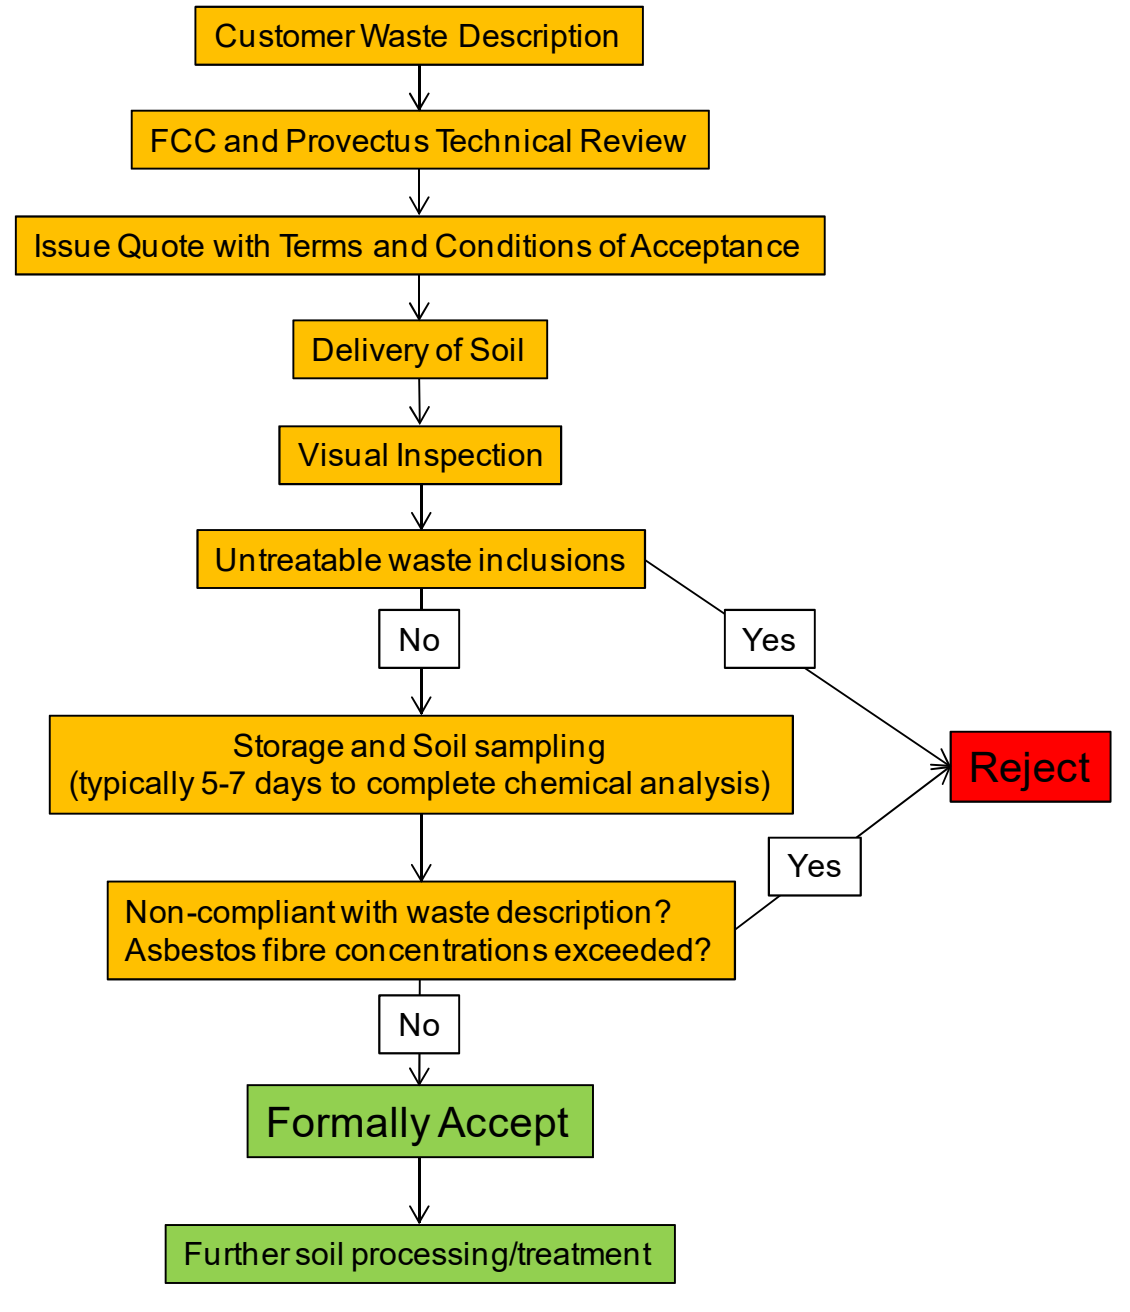 Customer Waste Description
FCC and Provectus Technical Review
Issue Quote with Terms and Conditions of Acceptance
Delivery of Soil
Visual Inspection
Untreatable waste inclusions
No
Yes
Storage and Soil sampling
(typically 5-7 days to complete chemical analysis)
Reject
Yes
Non-compliant with waste description?
Asbestos fibre concentrations exceeded?
No
Formally Accept
Further soil processing/treatment